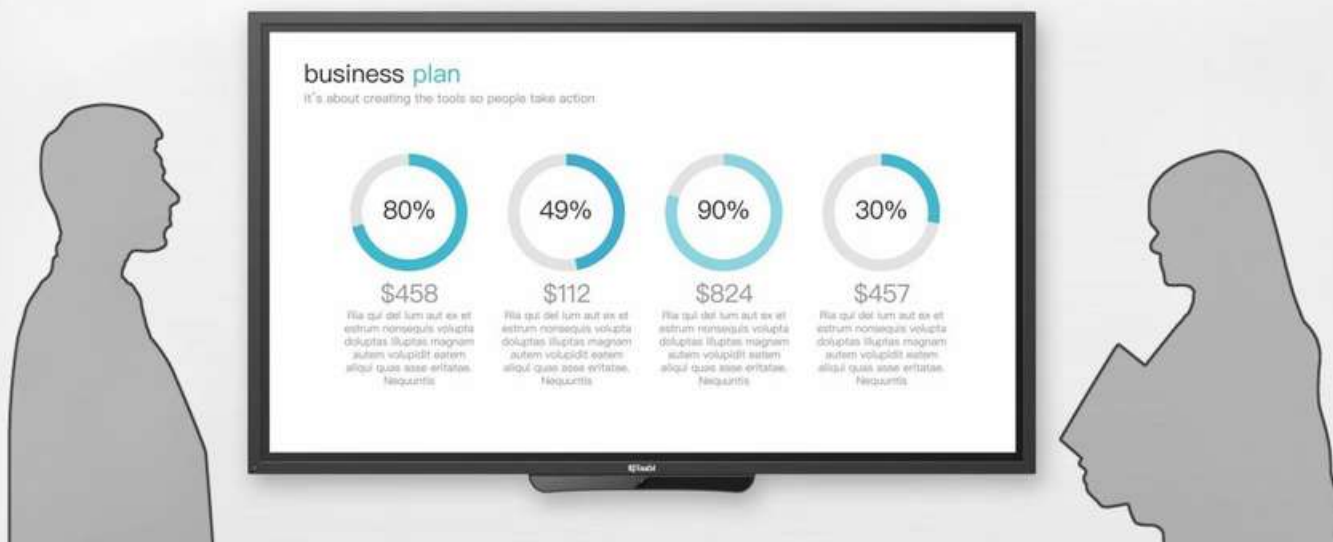 business plan
it's about creating the tools so people take action
80%
49%
90%
30%
$458
$112
$824
$457
Ria qui del ium aut ex et
estrum nonsequis volupta
doluptas illuptas magnam
autem volupidit eatem
aliqui quas asse eritatae.
Nequuntis
Ria qui del ium aut ex et
estrum nonsequis volupta
doluptas illuptas magnam
autem volupidit eatem
aliqui quas asse eritatae.
Nequuntis
Ria qui del ium aut ex et
estrum nonsequis volupta
doluptas illuptas magnam
autem volupidit eatem
aliqui quas asse eritatae.
Nequuntis
Ria qui del ium aut ex et
estrum nonsequis volupta
doluptas illuptas magnam
autem volupidit eatem
aliqui quas asse eritatae.
Nequuntis